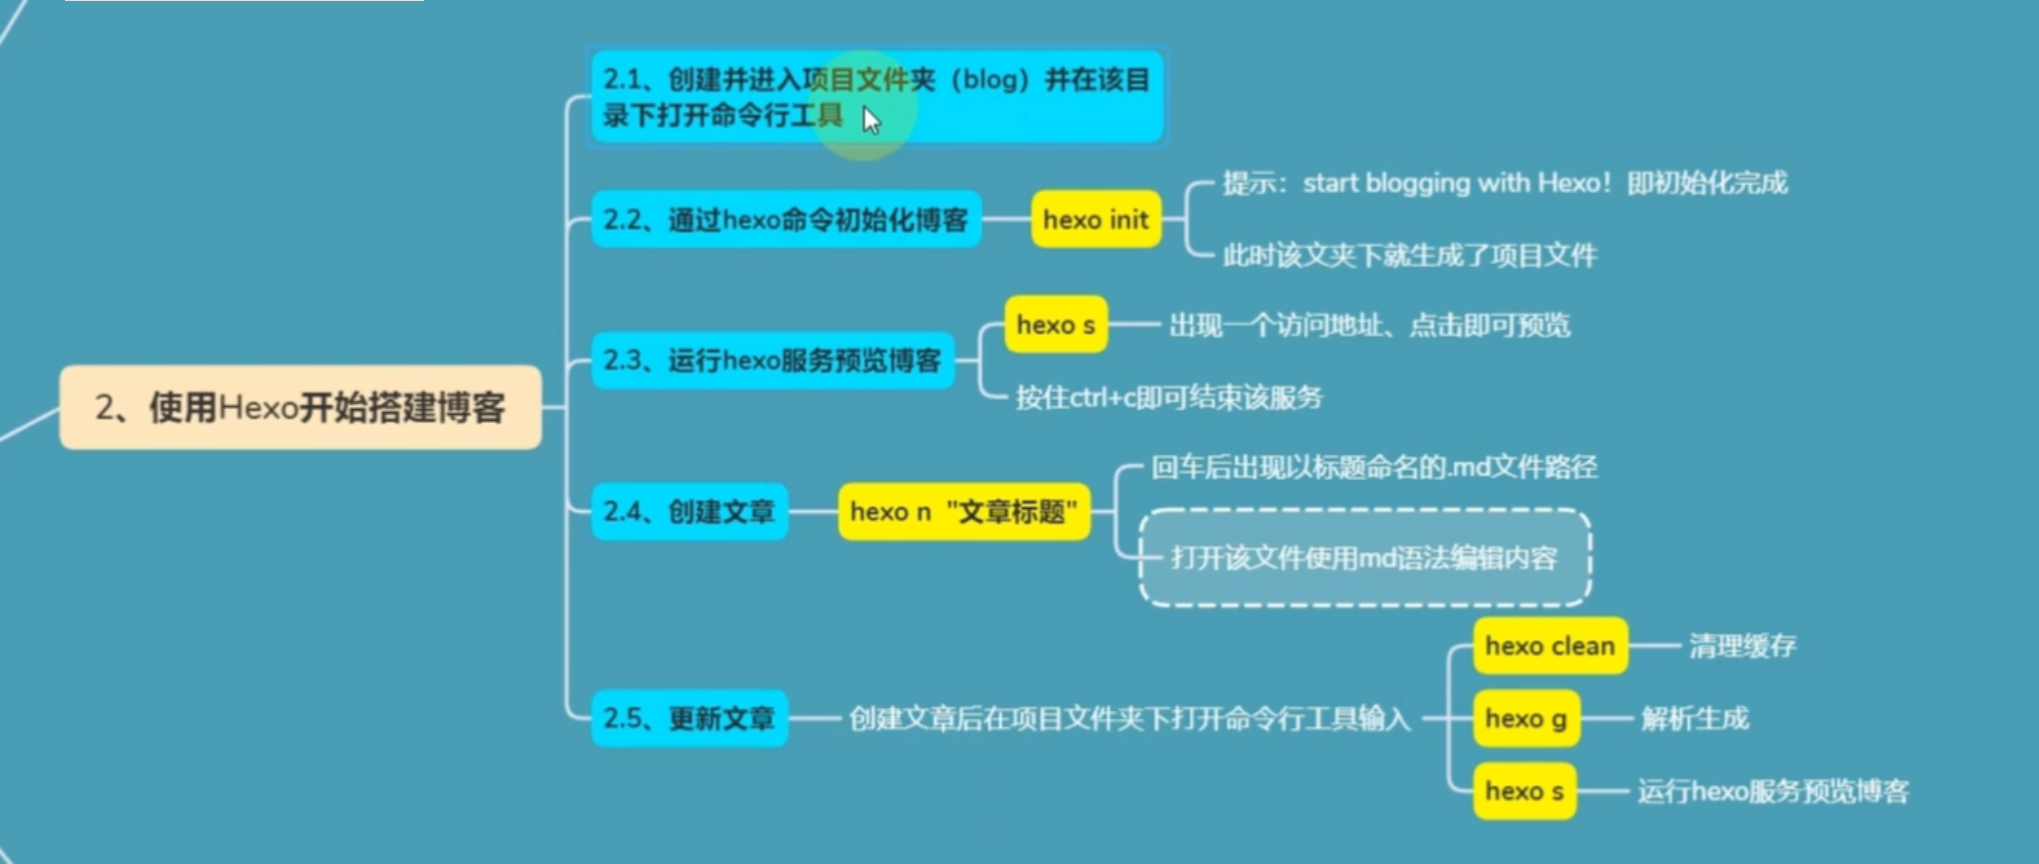 2.1、创建并进入项目文件夹（blog）并在该目
录下打开命令行工具
2.2、通过hexo命令初始化博客
hexo init
提示：start blogging with Hexo！即初始化完成
此时该文夹下就生成了项目文件
2.3、运行hexo服务预览博客
hexo s
出现一个访问地址、点击即可预览
按住ctrl+c即可结束该服务
2、使用Hexo开始搭建博客
2.4、创建文章
hexo n "文章标题"
回车后出现以标题命名的.md文件路径
打开该文件使用md语法编辑内容
2.5、更新文章
创建文章后在项目文件夹下打开命令行工具输入
hexo clean
清理缓存
hexo g
解析生成
hexo s
运行hexo服务预览博客